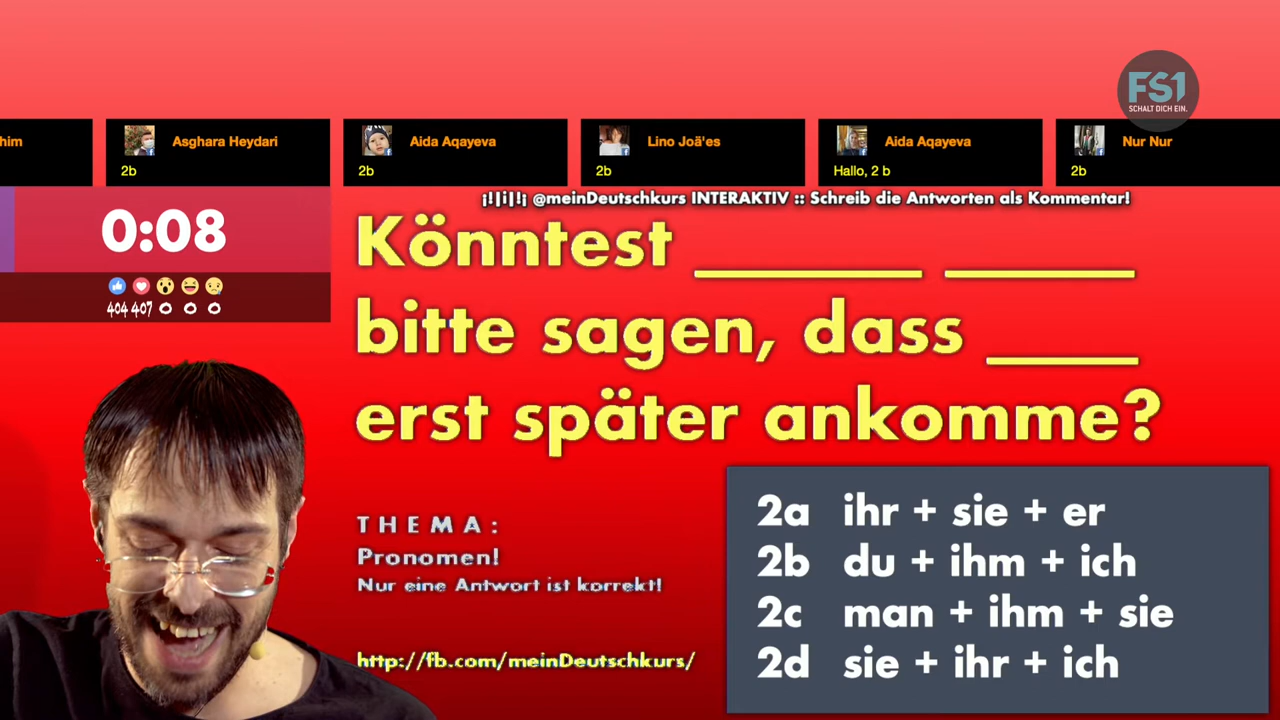 FS1
SCHALT DICH EIN.
him
Asghara Heydari
2b
Aida Aqayeva
2b
Lino Joä'es
2b
Aida Aqayeva
Hallo, 2 b
Nur Nur
2b
¡!|¡|!¡ @meinDeutschkurs INTERAKTIV :: Schreib die Antworten als Kommentar!
0:08
404 407 0 0 0
Könntest ______ ______
bitte sagen, dass ____
erst später ankomme?
THEMA:
Pronomen!
Nur eine Antwort ist korrekt!
http://fb.com/meinDeutschkurs/
2a ihr + sie + er
2b du + ihm + ich
2c man + ihm + sie
2d sie + ihr + ich